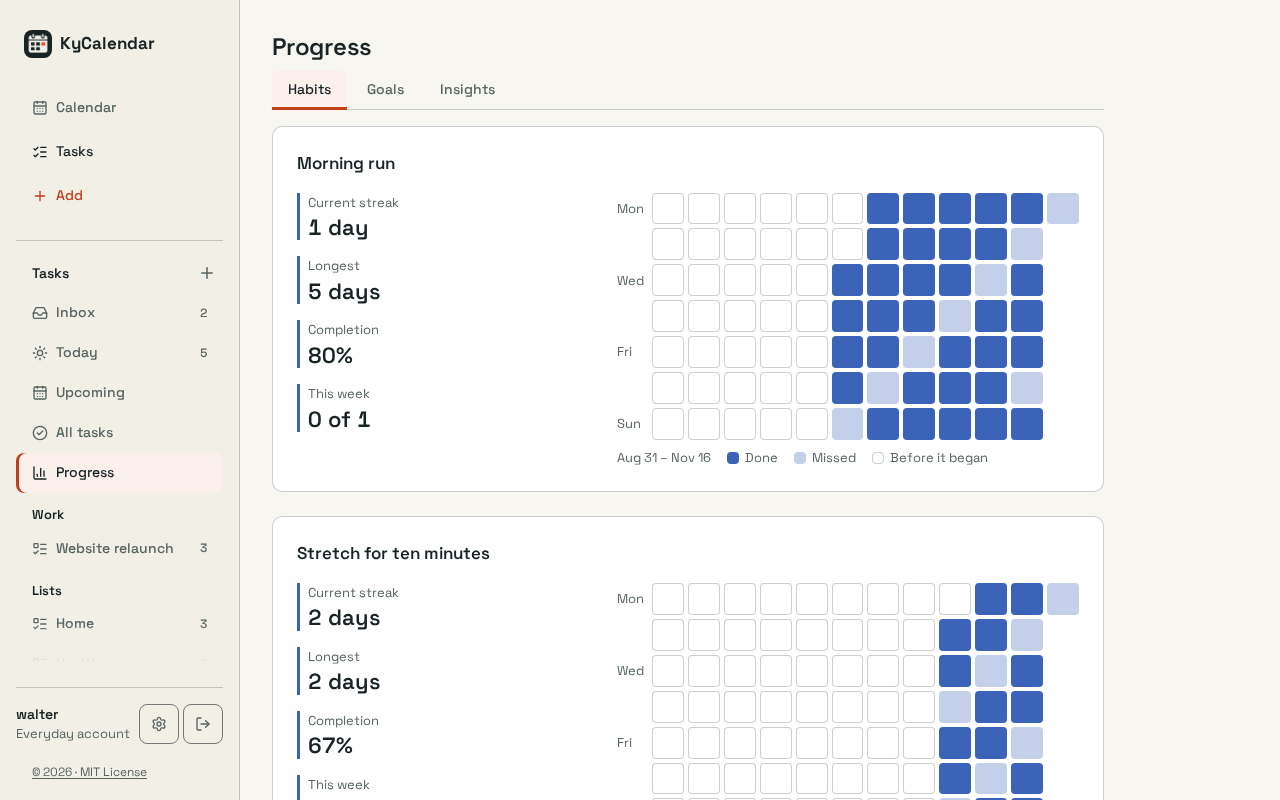 KyCalendar
Calendar
Tasks
Add
Tasks
Inbox 2
Today 5
Upcoming
All tasks
Progress
Work
Website relaunch 3
Lists
Home 3
walter
Everyday account
© 2026 · MIT License
Progress
Habits Goals Insights
Morning run
Current streak
1 day
Longest
5 days
Completion
80%
This week
0 of 1
Mon
Wed
Fri
Sun
Aug 31 – Nov 16 Done Missed Before it began
Stretch for ten minutes
Current streak
2 days
Longest
2 days
Completion
67%
This week
Mon
Wed
Fri